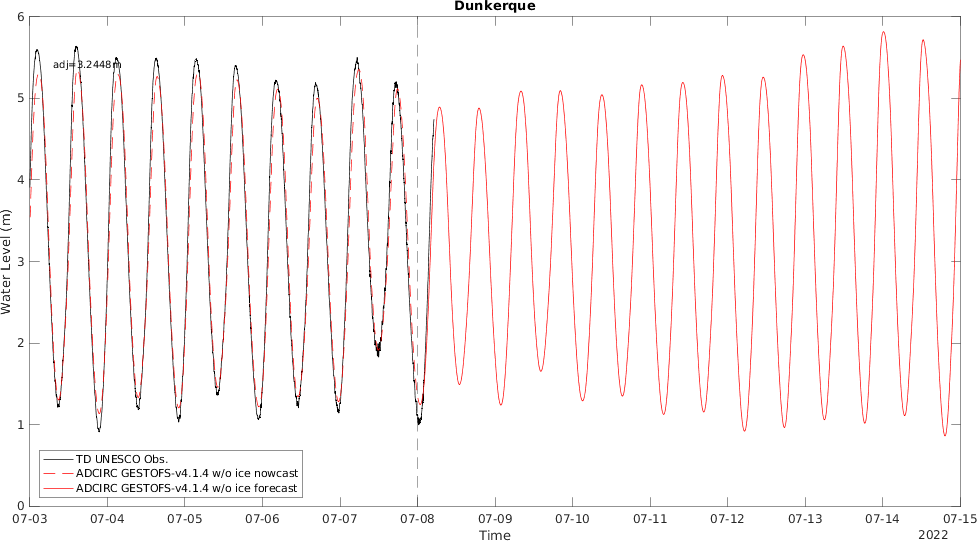 Dunkerque
6
adj=3.2448m
5
4
3
2
1
0
Water Level (m)
TD UNESCO Obs.
ADCIRC GESTOFS-v4.1.4 w/o ice nowcast
ADCIRC GESTOFS-v4.1.4 w/o ice forecast
07-03 07-04 07-05 07-06 07-07 07-08 07-09 07-10 07-11 07-12 07-13 07-14 07-15
Time
2022